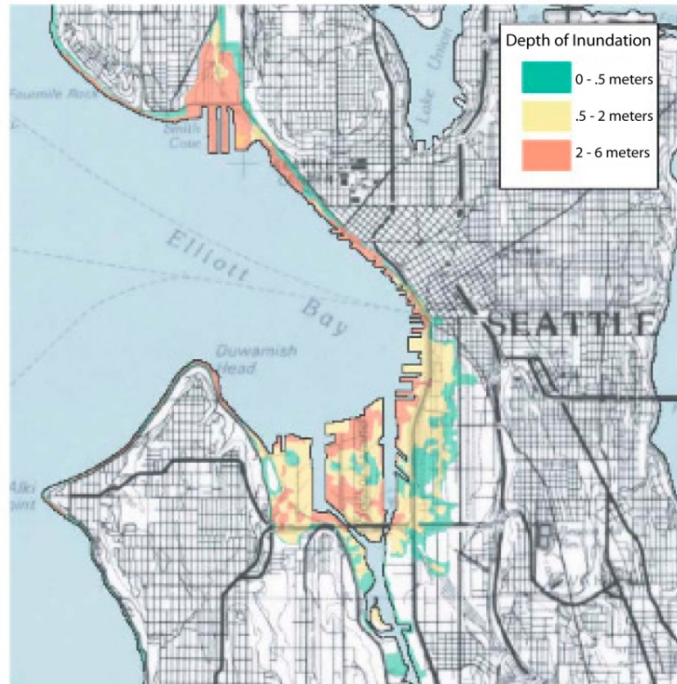 Depth of Inundation
0 - .5 meters
.5 - 2 meters
2 - 6 meters
Lake Union
Fourmile Rock
Smith
Cove
Elliott
Bay
SEATTLE
Duwamish
Head
Alki